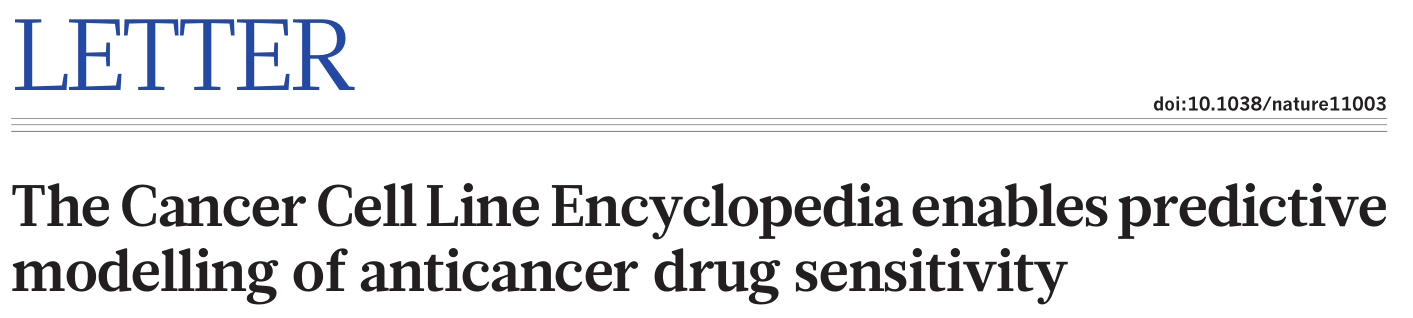 LETTER
doi:10.1038/nature11003
The Cancer Cell Line Encyclopedia enables predictive
modelling of anticancer drug sensitivity